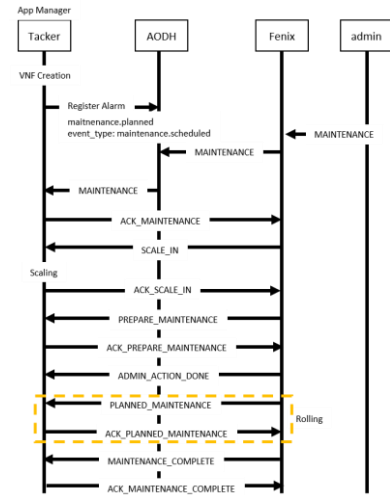 App Manager
Tacker
AODH
Fenix
admin
VNF Creation
Register Alarm
maitnenance.planned
event_type: maintenance.scheduled
MAINTENANCE
MAINTENANCE
MAINTENANCE
ACK_MAINTENANCE
SCALE_IN
Scaling
ACK_SCALE_IN
PREPARE_MAINTENANCE
ACK_PREPARE_MAINTENANCE
ADMIN_ACTION_DONE
PLANNED_MAINTENANCE
Rolling
ACK_PLANNED_MAINTENANCE
MAINTENANCE_COMPLETE
ACK_MAINTENANCE_COMPLETE